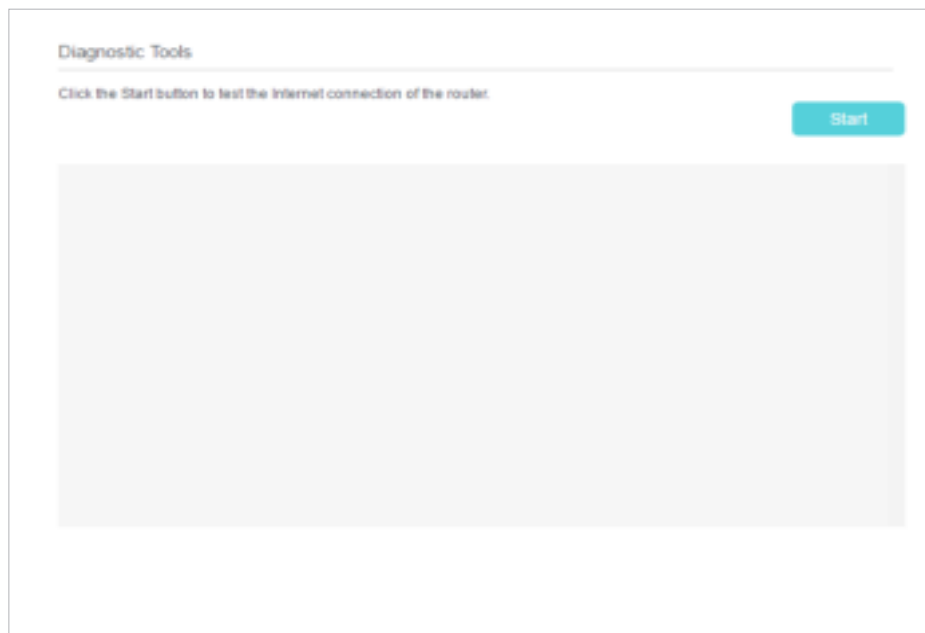 Diagnostic Tools
Click the Start button to test the Internet connection of the router.
Start